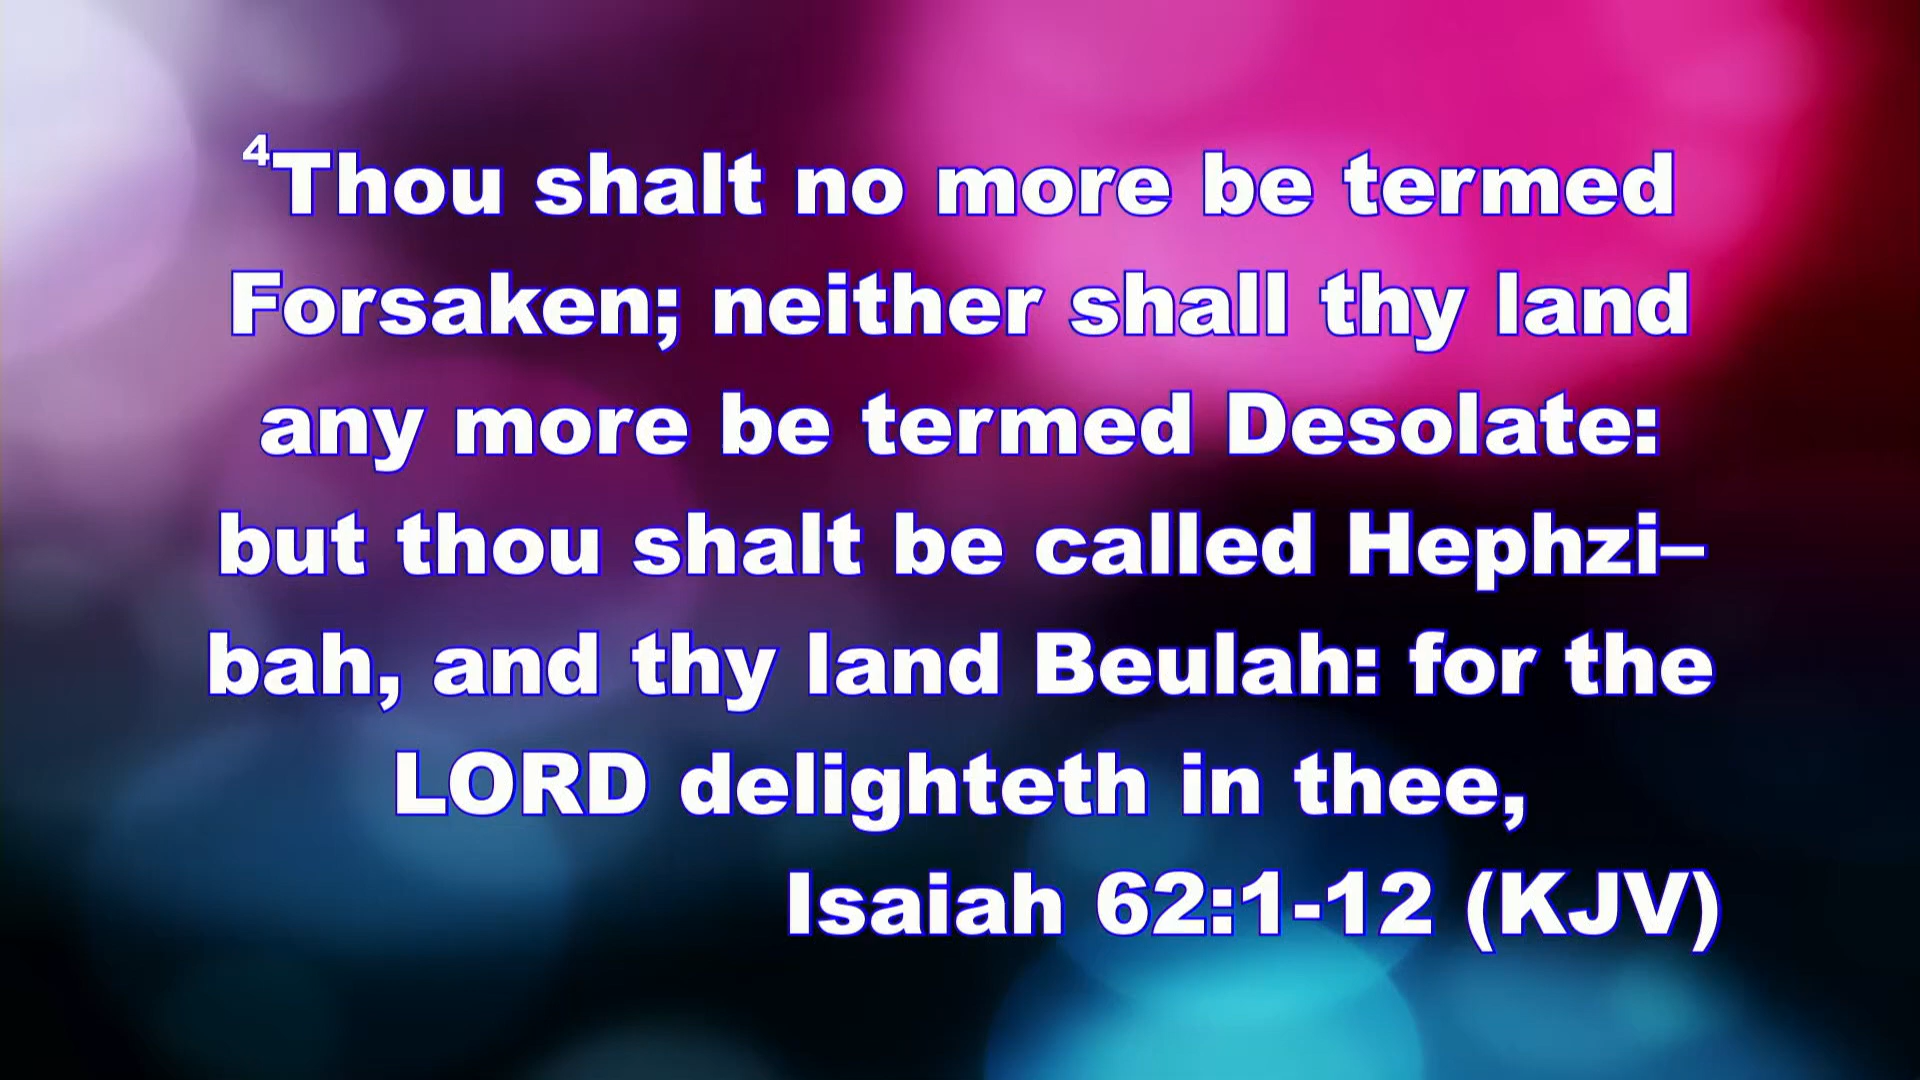 ⁴Thou shalt no more be termed
Forsaken; neither shall thy land
any more be termed Desolate:
but thou shalt be called Hephzi–
bah, and thy land Beulah: for the
LORD delighteth in thee,
Isaiah 62:1-12 (KJV)